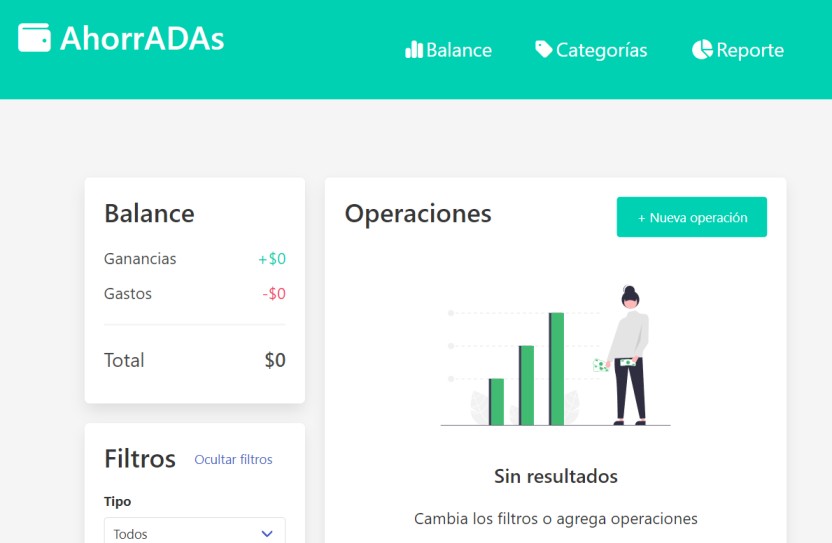 AhorrADAs
Balance
Categorías
Reporte
Balance
Ganancias +$0
Gastos -$0
Total $0
Filtros Ocultar filtros
Tipo
Todos
Operaciones
+ Nueva operación
Sin resultados
Cambia los filtros o agrega operaciones